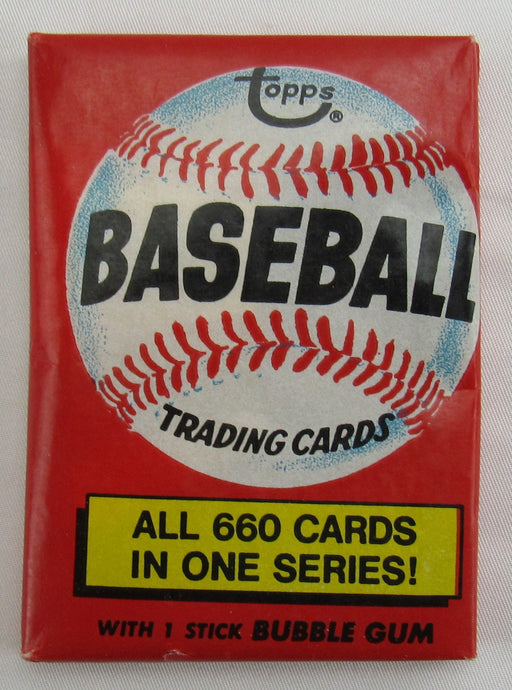 Topps®
BASEBALL
TRADING CARDS
ALL 660 CARDS
IN ONE SERIES!
WITH 1 STICK BUBBLE GUM